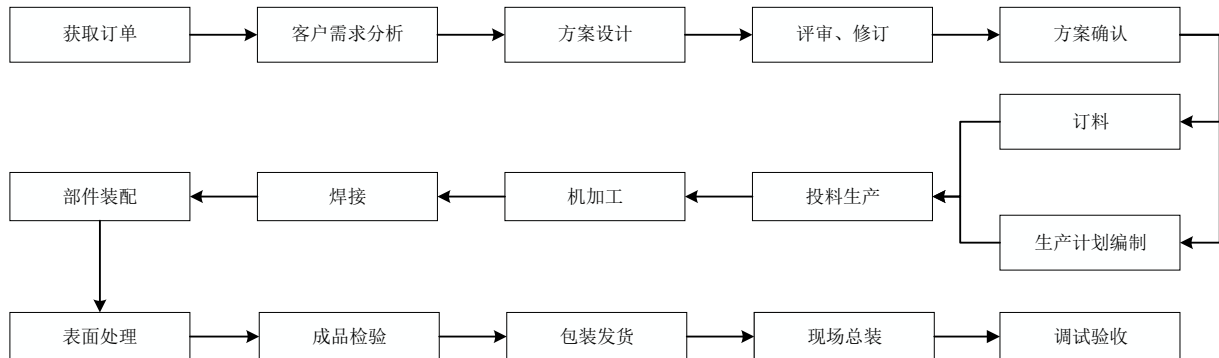 获取订单
客户需求分析
方案设计
评审、修订
方案确认
订料
生产计划编制
投料生产
机加工
焊接
部件装配
表面处理
成品检验
包装发货
现场总装
调试验收